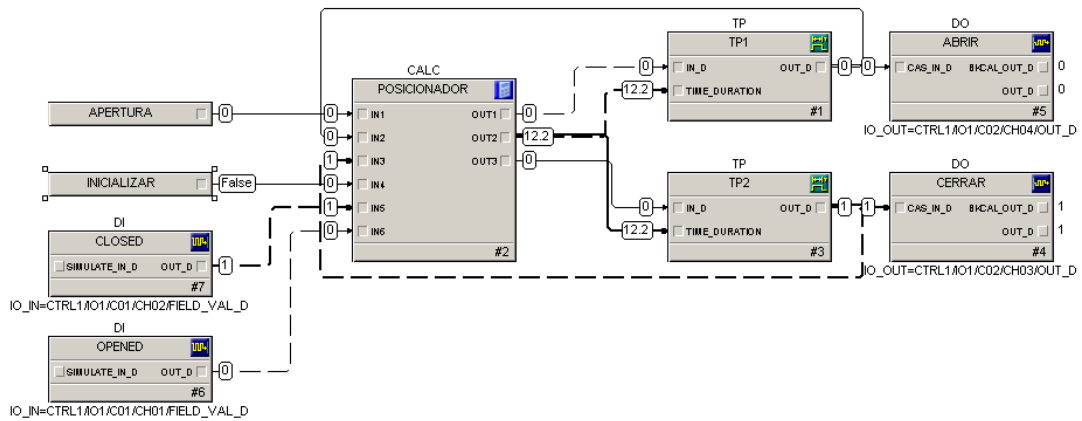 TP
TP1
IN_D
OUT_D
TIME_DURATION
#1
0
12.2
0
0
DO
ABRIR
CAS_IN_D
BKCAL_OUT_D
0
OUT_D
0
#5
IO_OUT=CTRL1/IO1/C02/CH04/OUT_D
CALC
POSICIONADOR
IN1
OUT1
0
IN2
OUT2
12.2
IN3
OUT3
0
IN4
IN5
IN6
#2
0
0
1
0
1
0
APERTURA
0
INICIALIZAR
False
DI
CLOSED
SIMULATE_IN_D
OUT_D
1
#7
IO_IN=CTRL1/IO1/C01/CH02/FIELD_VAL_D
DI
OPENED
SIMULATE_IN_D
OUT_D
0
#6
IO_IN=CTRL1/IO1/C01/CH01/FIELD_VAL_D
TP
TP2
0
IN_D
OUT_D
1
1
12.2
TIME_DURATION
#3
DO
CERRAR
CAS_IN_D
BKCAL_OUT_D
1
OUT_D
1
#4
IO_OUT=CTRL1/IO1/C02/CH03/OUT_D